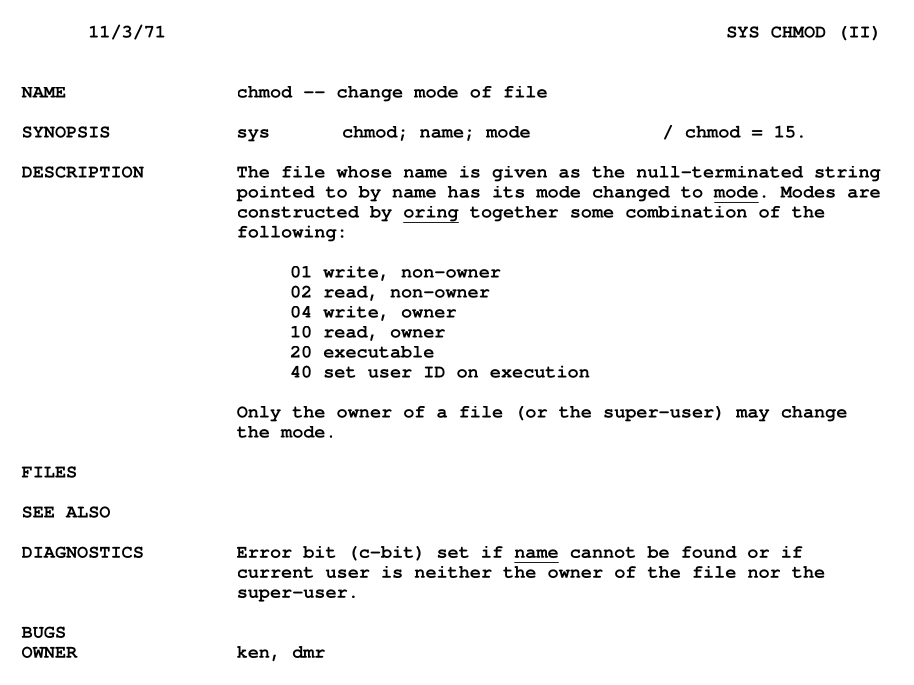 11/3/71 SYS CHMOD (II)
NAME chmod -- change mode of file
SYNOPSIS sys chmod; name; mode / chmod = 15.
DESCRIPTION The file whose name is given as the null-terminated string
pointed to by name has its mode changed to mode. Modes are
constructed by oring together some combination of the
following:
01 write, non-owner
02 read, non-owner
04 write, owner
10 read, owner
20 executable
40 set user ID on execution
Only the owner of a file (or the super-user) may change
the mode.
FILES
SEE ALSO
DIAGNOSTICS Error bit (c-bit) set if name cannot be found or if
current user is neither the owner of the file nor the
super-user.
BUGS
OWNER ken, dmr